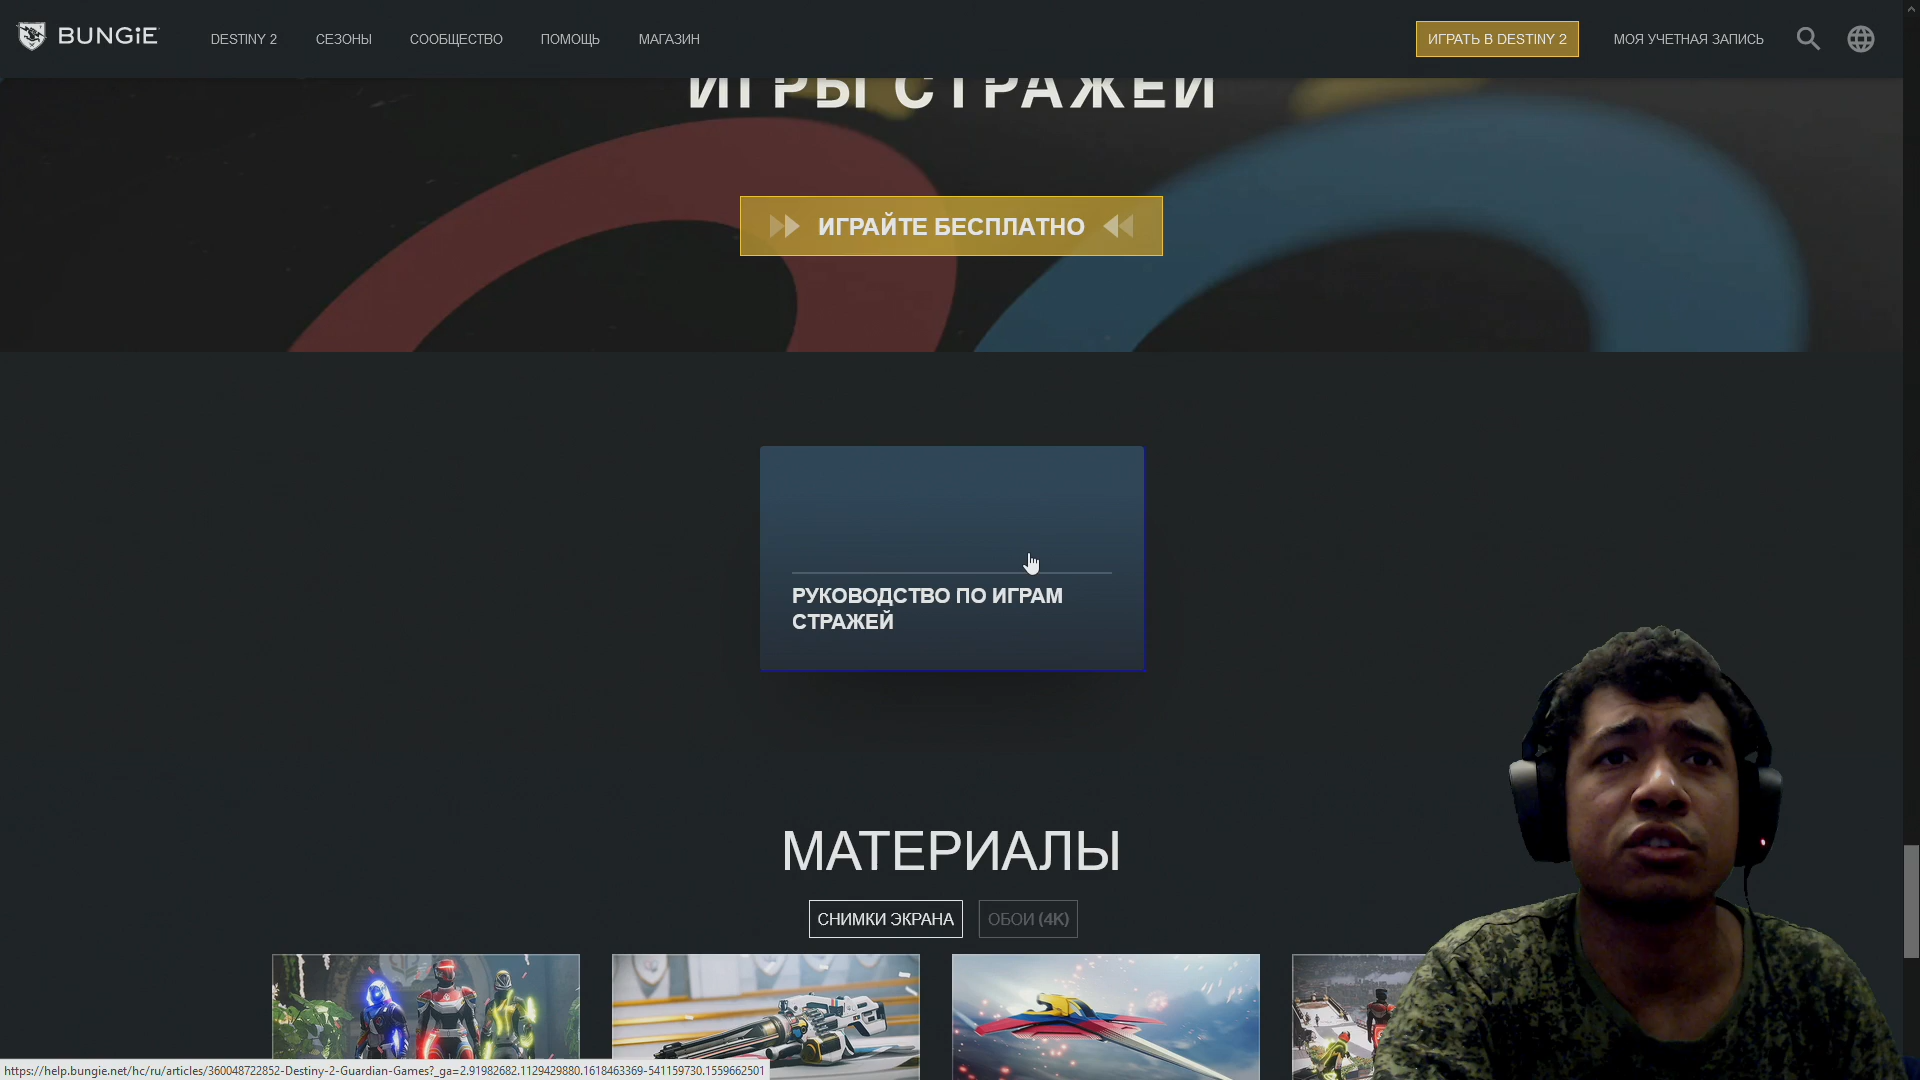 BUNGiE
DESTINY 2
СЕЗОНЫ
СООБЩЕСТВО
ПОМОЩЬ
МАГАЗИН
ИГРАТЬ В DESTINY 2
МОЯ УЧЕТНАЯ ЗАПИСЬ
ИГРЫ СТРАЖЕЙ
ИГРАЙТЕ БЕСПЛАТНО
РУКОВОДСТВО ПО ИГРАМ
СТРАЖЕЙ
МАТЕРИАЛЫ
СНИМКИ ЭКРАНА
ОБОИ (4K)
https://help.bungie.net/hc/ru/articles/360048722852-Destiny-2-Guardian-Games?_ga=2.91982682.1129429880.1618463369-541159730.1559662501